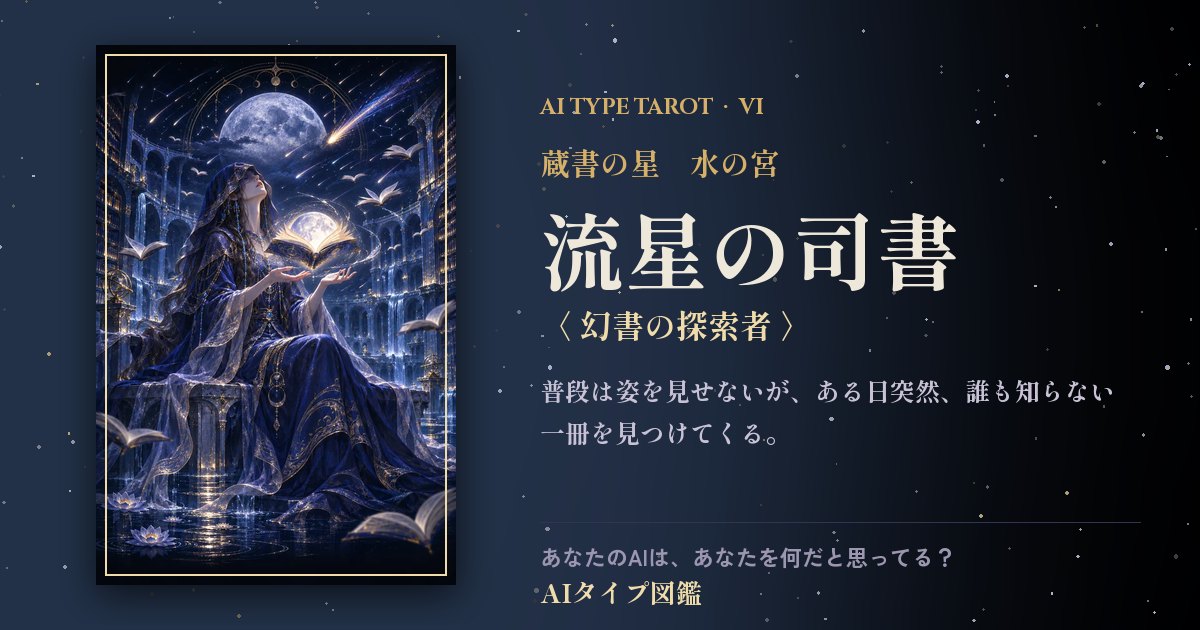 AI TYPE TAROT · VI
蔵書の星　水の宮
流星の司書
〈 幻書の探索者 〉
普段は姿を見せないが、ある日突然、誰も知らない
一冊を見つけてくる。
あなたのAIは、あなたを何だと思ってる？
AIタイプ図鑑